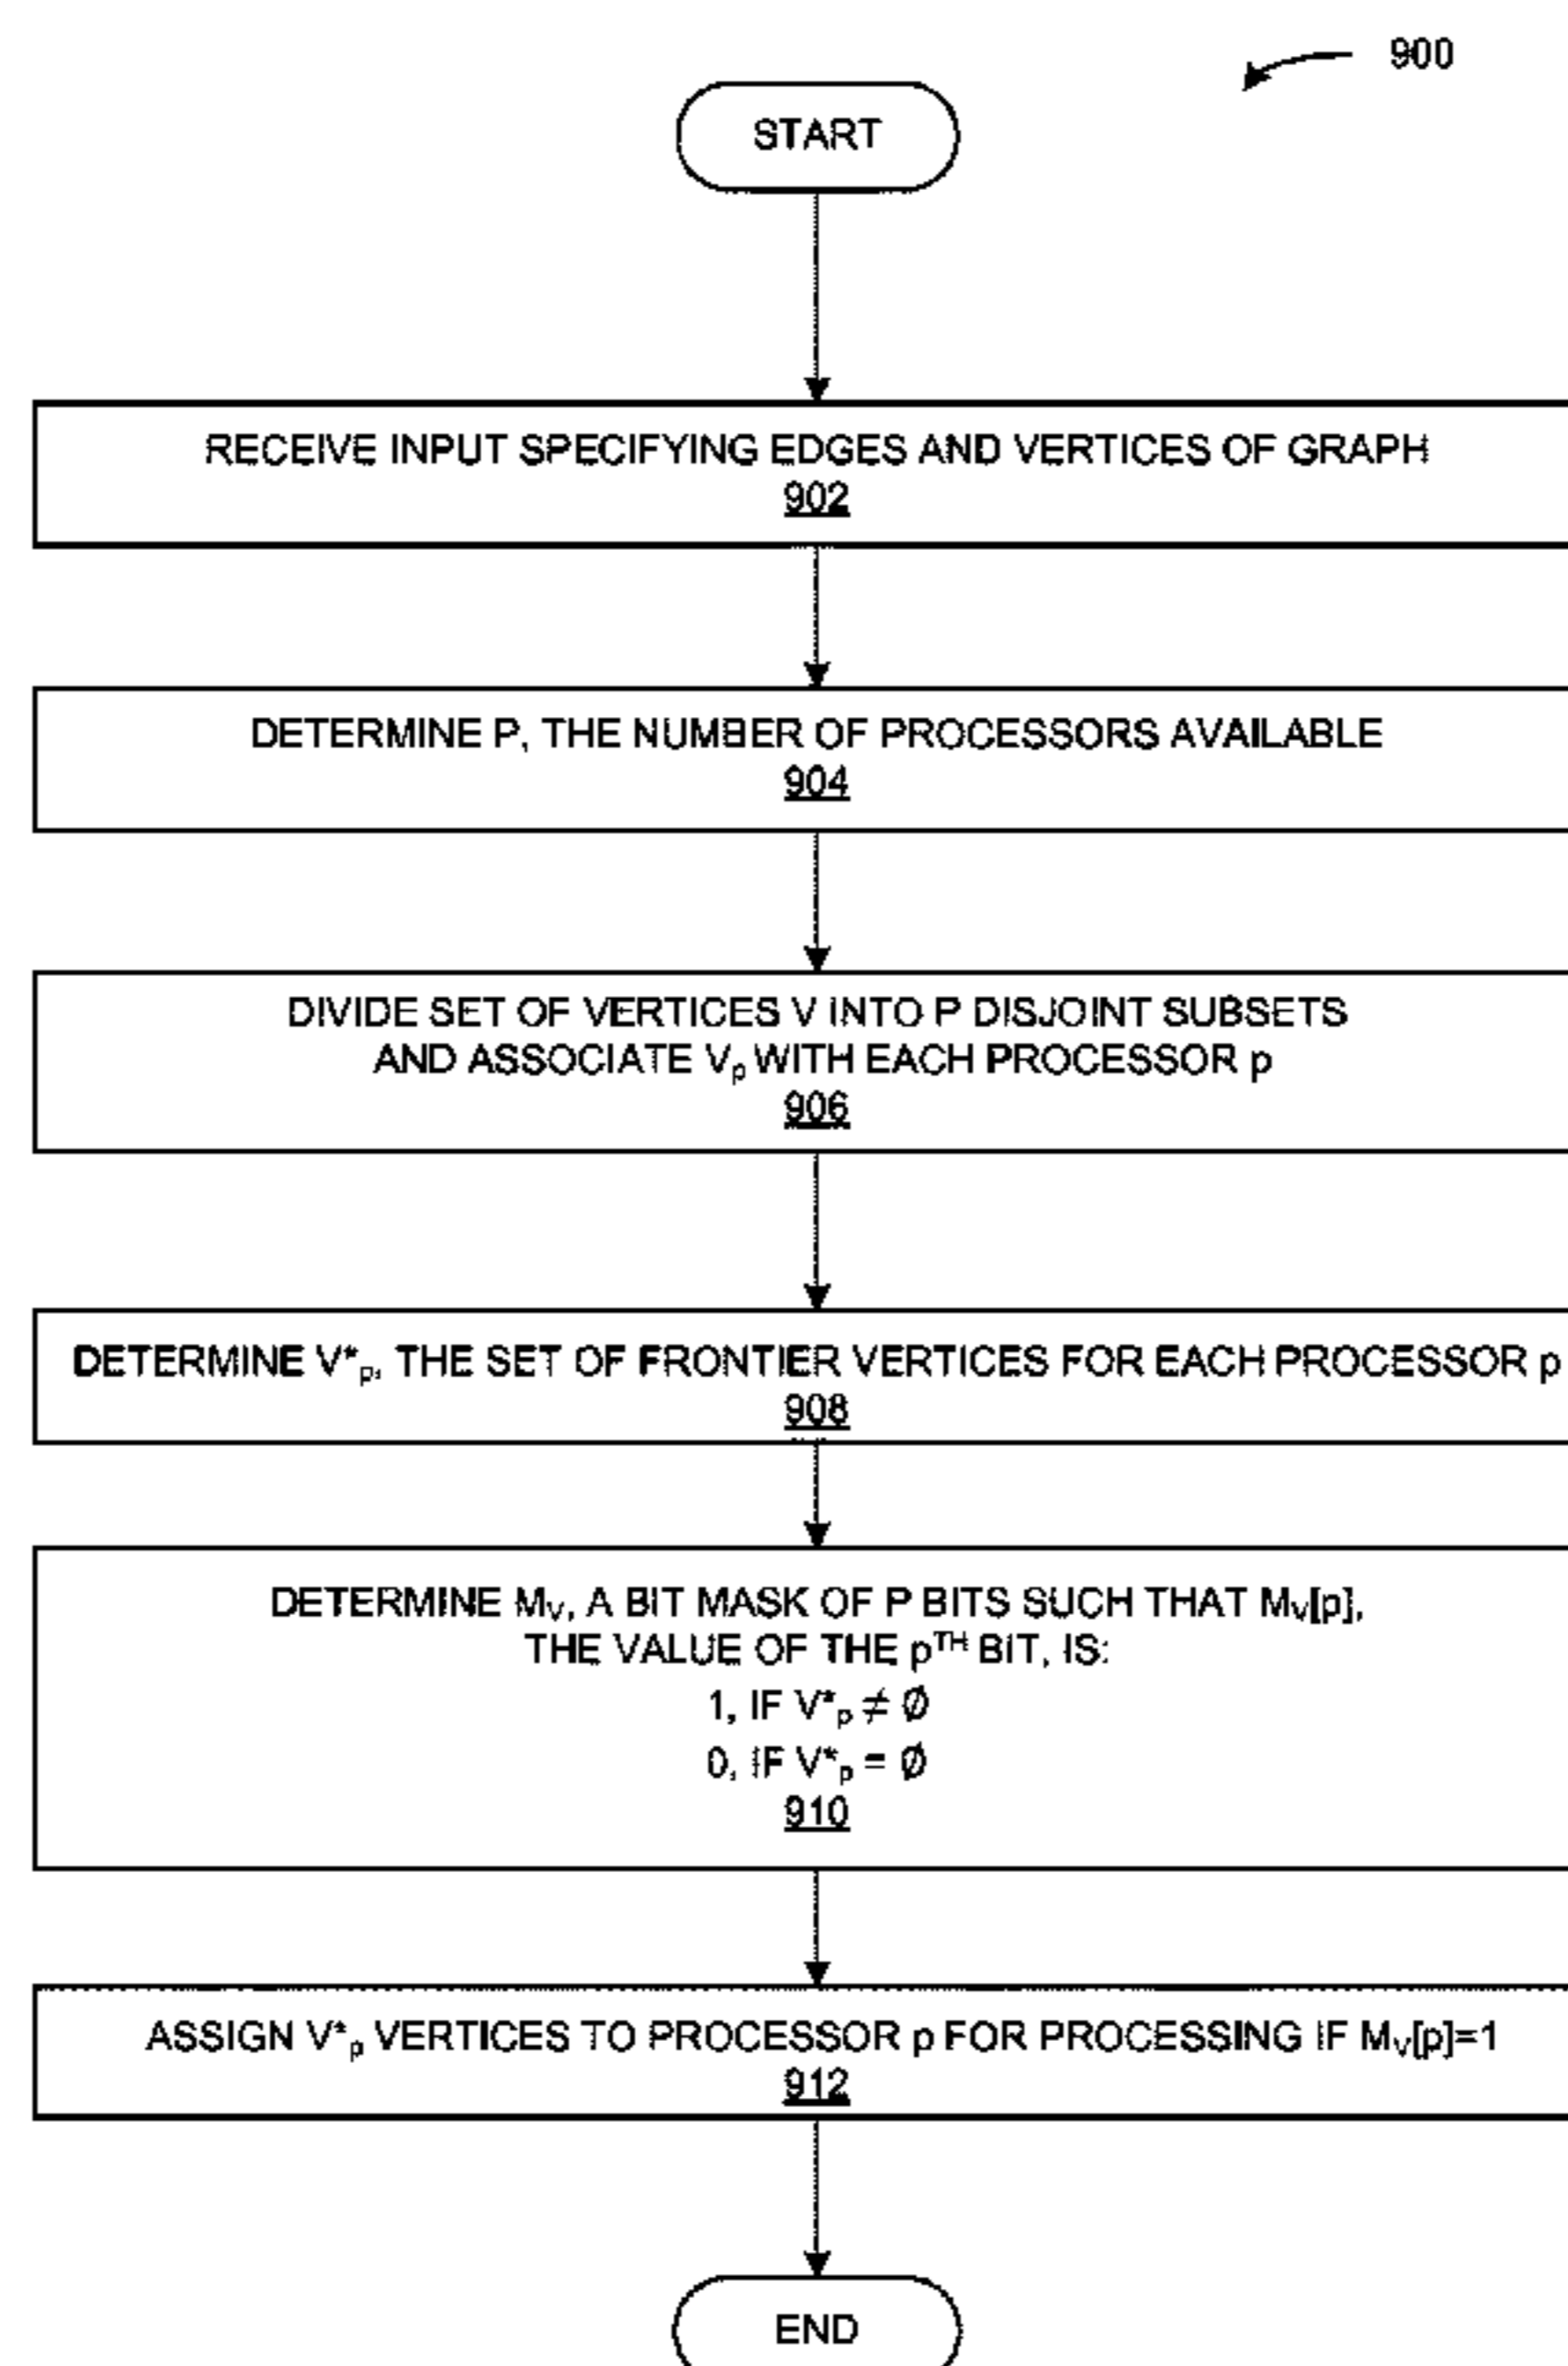 900
START
RECEIVE INPUT SPECIFYING EDGES AND VERTICES OF GRAPH
902
DETERMINE P, THE NUMBER OF PROCESSORS AVAILABLE
904
DIVIDE SET OF VERTICES V INTO P DISJOINT SUBSETS
AND ASSOCIATE Vₚ WITH EACH PROCESSOR p
906
DETERMINE V*ₚ, THE SET OF FRONTIER VERTICES FOR EACH PROCESSOR p
908
DETERMINE Mᵥ, A BIT MASK OF P BITS SUCH THAT Mᵥ[p],
THE VALUE OF THE pᵀᴴ BIT, IS:
1, IF V*ₚ ≠ Ø
0, IF V*ₚ = Ø
910
ASSIGN V*ₚ VERTICES TO PROCESSOR p FOR PROCESSING IF Mᵥ[p]=1
912
END